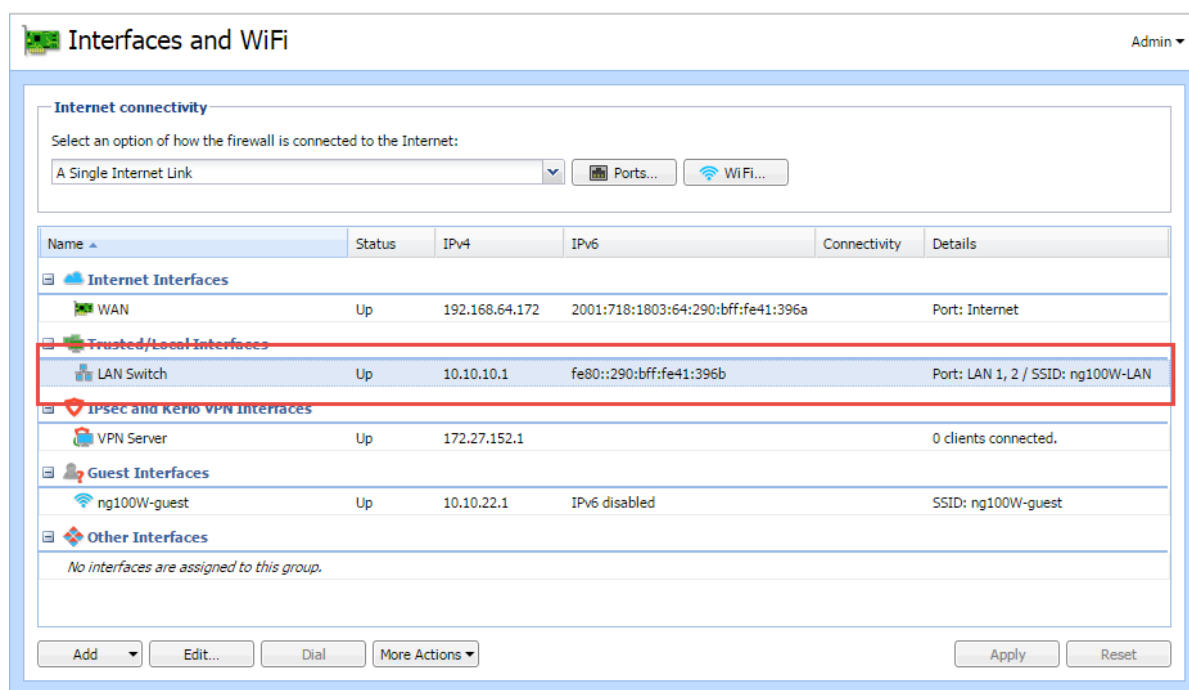 Interfaces and WiFi
Admin
Internet connectivity
Select an option of how the firewall is connected to the Internet:
A Single Internet Link Ports... WiFi...
Name Status IPv4 IPv6 Connectivity Details
Internet Interfaces
WAN Up 192.168.64.172 2001:718:1803:64:290:bff:fe41:396a Port: Internet
Trusted/Local Interfaces
LAN Switch Up 10.10.10.1 fe80::290:bff:fe41:396b Port: LAN 1, 2 / SSID: ng100W-LAN
IPsec and Kerio VPN Interfaces
VPN Server Up 172.27.152.1 0 clients connected.
Guest Interfaces
ng100W-guest Up 10.10.22.1 IPv6 disabled SSID: ng100W-guest
Other Interfaces
No interfaces are assigned to this group.
Add Edit... Dial More Actions Apply Reset